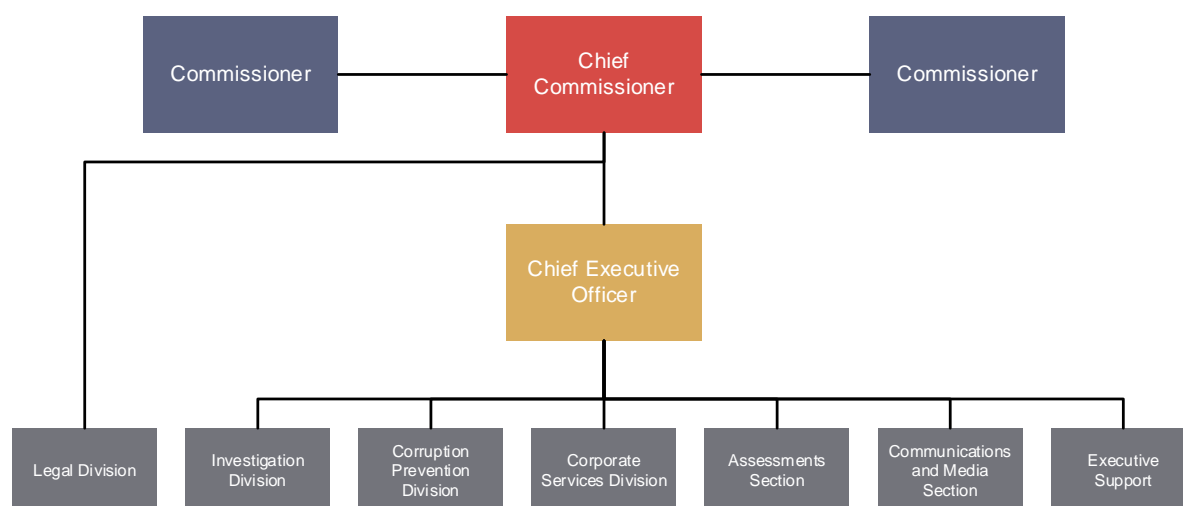 Commissioner
Chief
Commissioner
Commissioner
Chief Executive
Officer
Legal Division
Investigation
Division
Corruption
Prevention
Division
Corporate
Services Division
Assessments
Section
Communications
and Media
Section
Executive
Support